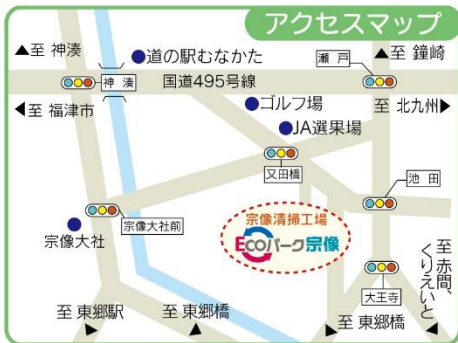 アクセスマップ
▲至 神湊
●道の駅むなかた
瀬 戸
▲至 鐘崎
神 湊
国道495号線
◀至 福津市
●ゴルフ場
至 北九州▶
●JA選果場
又田橋
池 田
宗像大社前
宗像大社
宗像清掃工場
Ecoパーク宗像
至 赤間、
くりえいと
大王寺
至 東郷駅
至 東郷橋
至 東郷橋